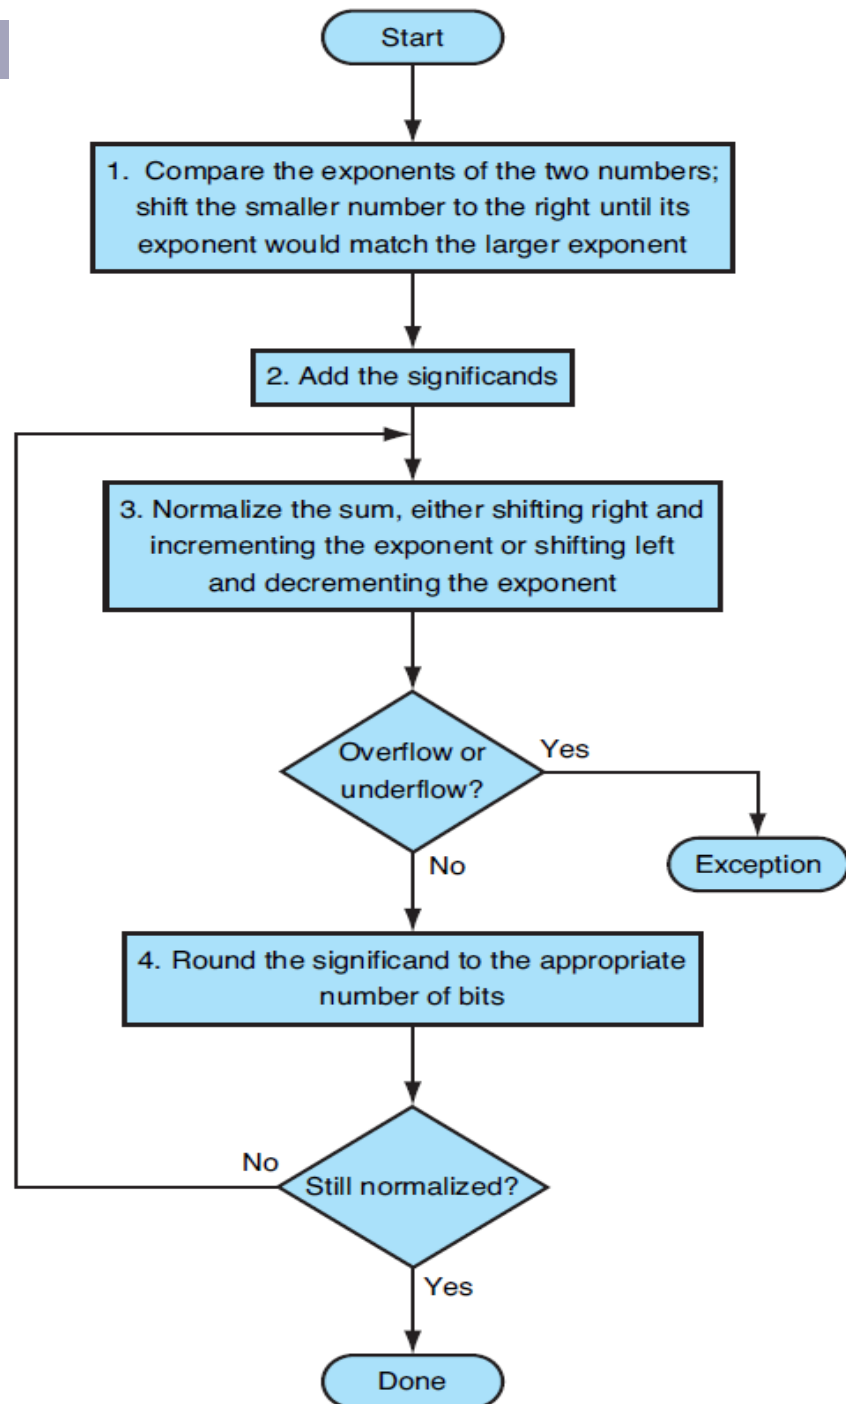 Start
1. Compare the exponents of the two numbers;
shift the smaller number to the right until its
exponent would match the larger exponent
2. Add the significands
3. Normalize the sum, either shifting right and
incrementing the exponent or shifting left
and decrementing the exponent
Overflow or
underflow?
Yes
No
Exception
4. Round the significand to the appropriate
number of bits
No
Still normalized?
Yes
Done